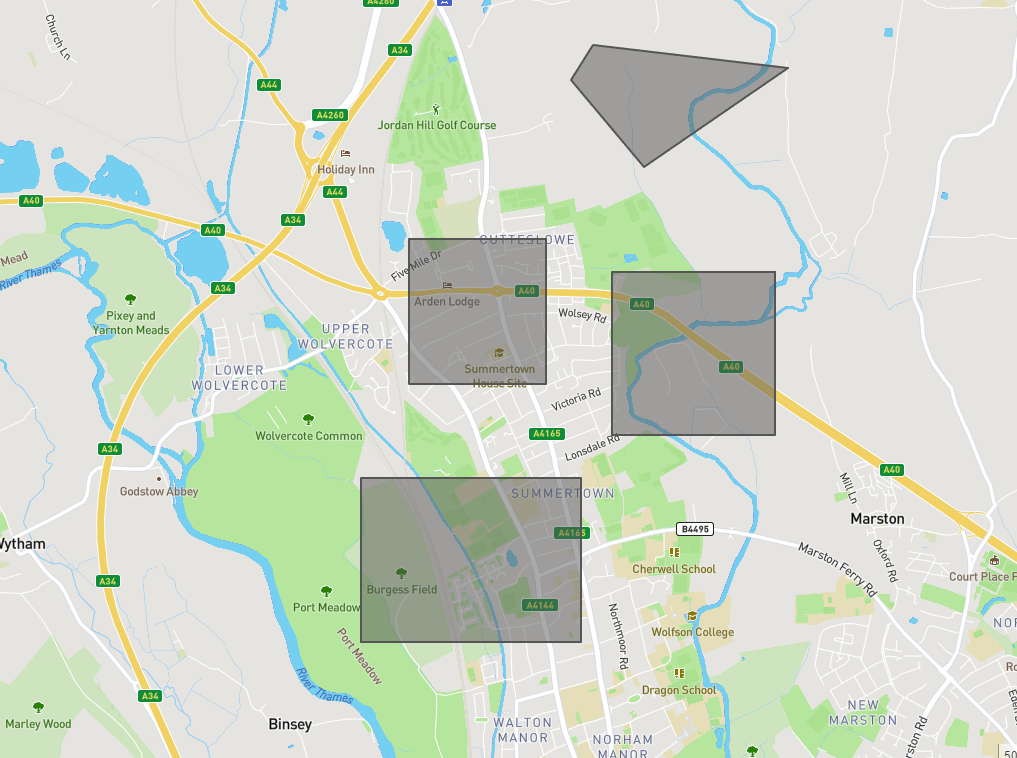 A4260
Church Ln
A34
A44
A4260
Jordan Hill Golf Course
Holiday Inn
A44
A40
A34
A40
CUTTESLOWE
Mead
River Thames
Five Mile Dr
A34
Arden Lodge
A40
A40
Pixey and
Yarnton Meads
Wolsey Rd
UPPER
WOLVERCOTE
LOWER
WOLVERCOTE
Summertown
House Site
A40
Victoria Rd
Wolvercote Common
A4165
Lonsdale Rd
A34
A40
Godstow Abbey
SUMMERTOWN
Mill Ln
Marston
A4165
B4495
Wytham
Oxford Rd
Marston Ferry Rd
Cherwell School
Court Place F
A34
Burgess Field
Port Meadow
A4144
Northmoor Rd
Wolfson College
NOR
Port Meadow
River Thames
Dragon School
Ro
A34
Eden
Marley Wood
Binsey
WALTON
MANOR
NEW
MARSTON
rston Rd
NORHAM
MANOR
50